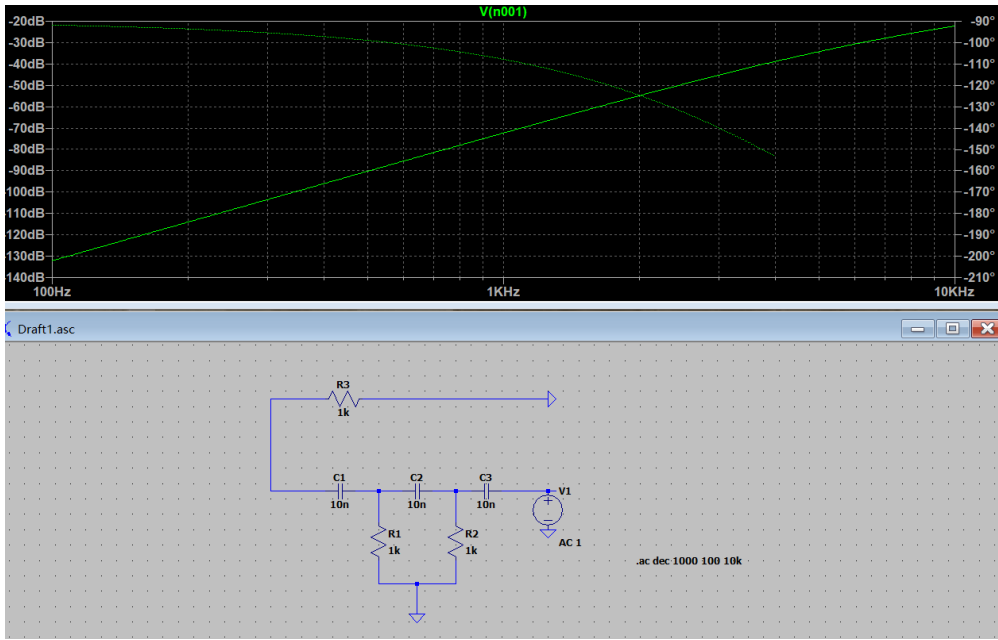 V(n001)
-20dB -90°
-30dB -100°
-40dB -110°
-50dB -120°
-60dB -130°
-70dB -140°
-80dB -150°
-90dB -160°
100dB -170°
110dB -180°
120dB -190°
130dB -200°
140dB -210°
100Hz 1KHz 10KHz
Draft1.asc
R3
1k
C1 C2 C3 V1
10n 10n 10n
R1 R2
1k 1k
AC 1
.ac dec 1000 100 10k